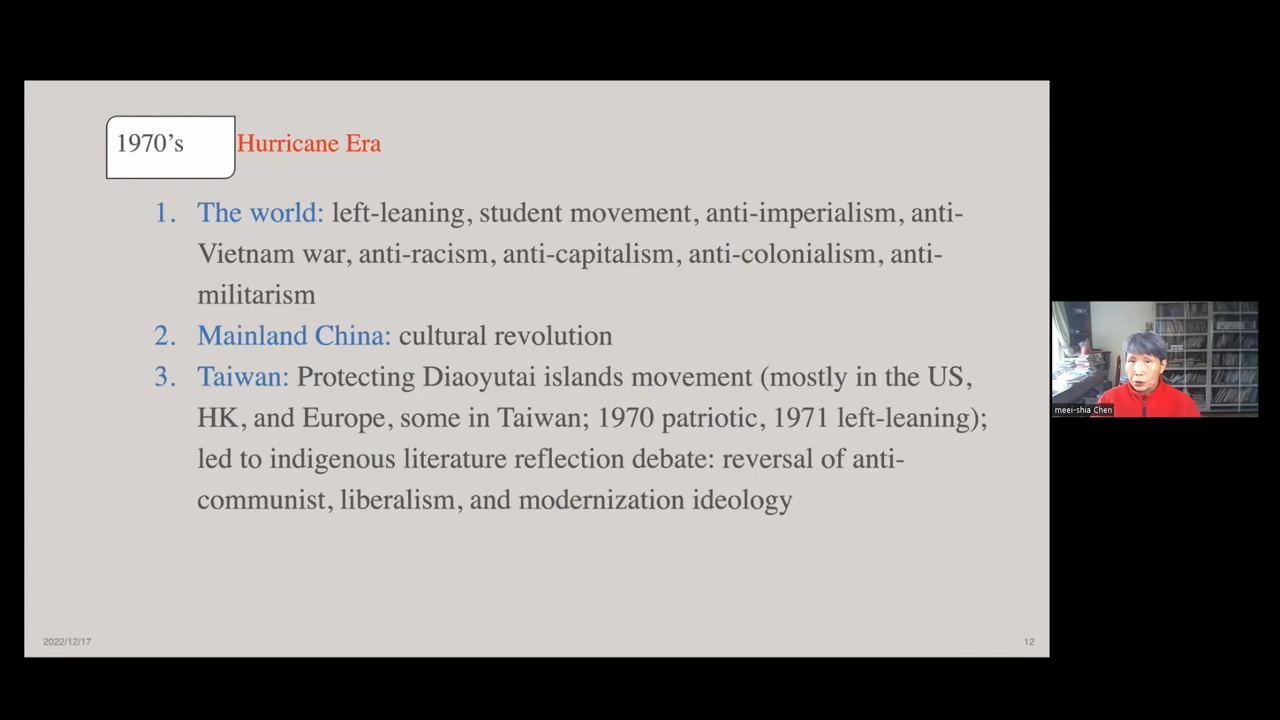 1970’s
Hurricane Era
1. The world: left-leaning, student movement, anti-imperialism, anti-
Vietnam war, anti-racism, anti-capitalism, anti-colonialism, anti-
militarism
2. Mainland China: cultural revolution
3. Taiwan: Protecting Diaoyutai islands movement (mostly in the US,
HK, and Europe, some in Taiwan; 1970 patriotic, 1971 left-leaning);
led to indigenous literature reflection debate: reversal of anti-
communist, liberalism, and modernization ideology
meei-shia Chen
2022/12/17
12